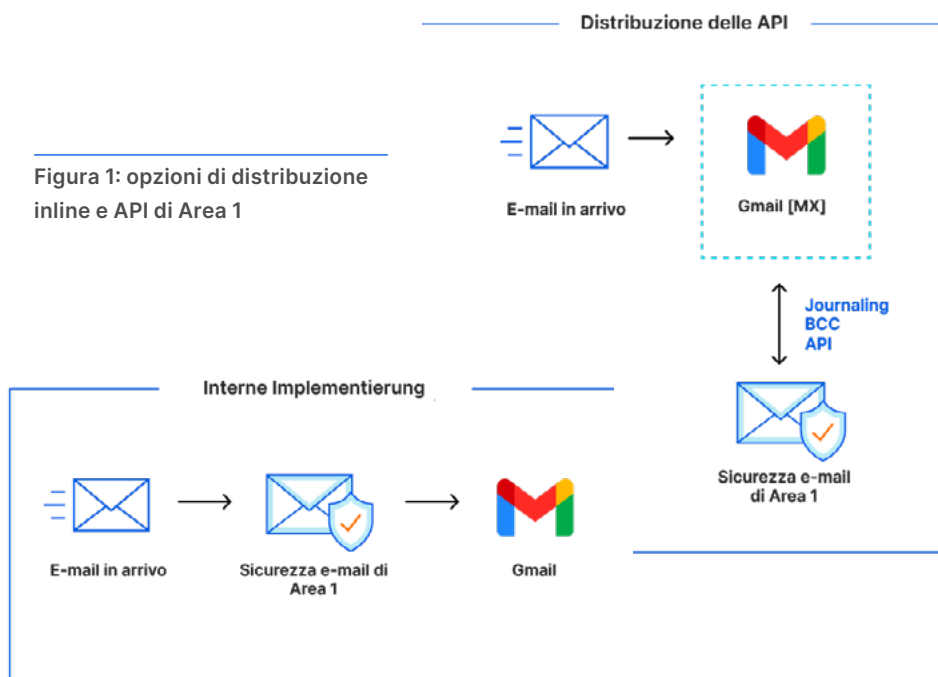 Distribuzione delle API
Figura 1: opzioni di distribuzione
inline e API di Area 1
E-mail in arrivo
Gmail [MX]
Journaling
BCC
API
Sicurezza e-mail
di Area 1
Interne Implementierung
E-mail in arrivo
Sicurezza e-mail di
Area 1
Gmail